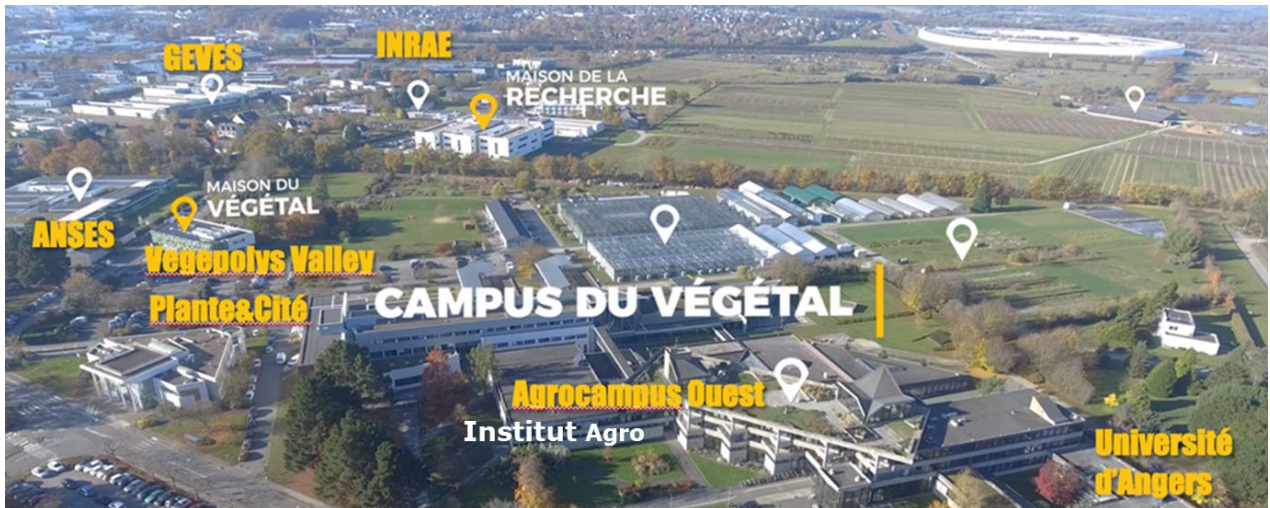 GEVES
INRAE
MAISON DE LA
RECHERCHE
MAISON DU
VÉGÉTAL
ANSES
Vegepolys Valley
Plante&Cité
CAMPUS DU VÉGÉTAL
Agrocampus Ouest
Institut Agro
Université
d'Angers